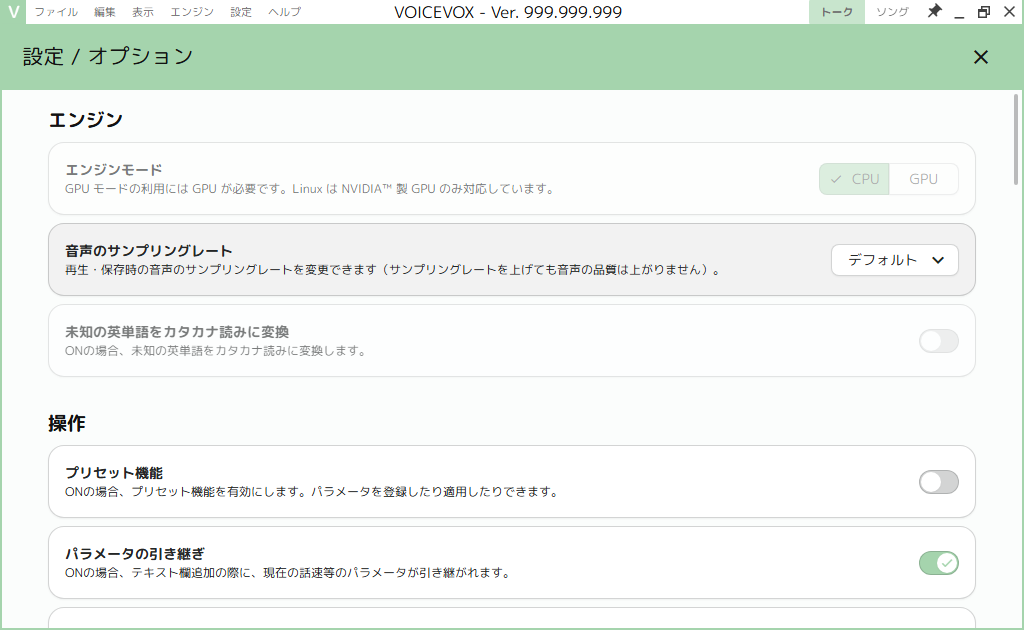 V ファイル 編集 表示 エンジン 設定 ヘルプ VOICEVOX - Ver. 999.999.999 トーク ソング
設定 / オプション
エンジン
エンジンモード
GPU モードの利用には GPU が必要です。Linux は NVIDIA™ 製 GPU のみ対応しています。
CPU GPU
音声のサンプリングレート
再生・保存時の音声のサンプリングレートを変更できます（サンプリングレートを上げても音声の品質は上がりません）。
デフォルト
未知の英単語をカタカナ読みに変換
ONの場合、未知の英単語をカタカナ読みに変換します。
操作
プリセット機能
ONの場合、プリセット機能を有効にします。パラメータを登録したり適用したりできます。
パラメータの引き継ぎ
ONの場合、テキスト欄追加の際に、現在の話速等のパラメータが引き継がれます。